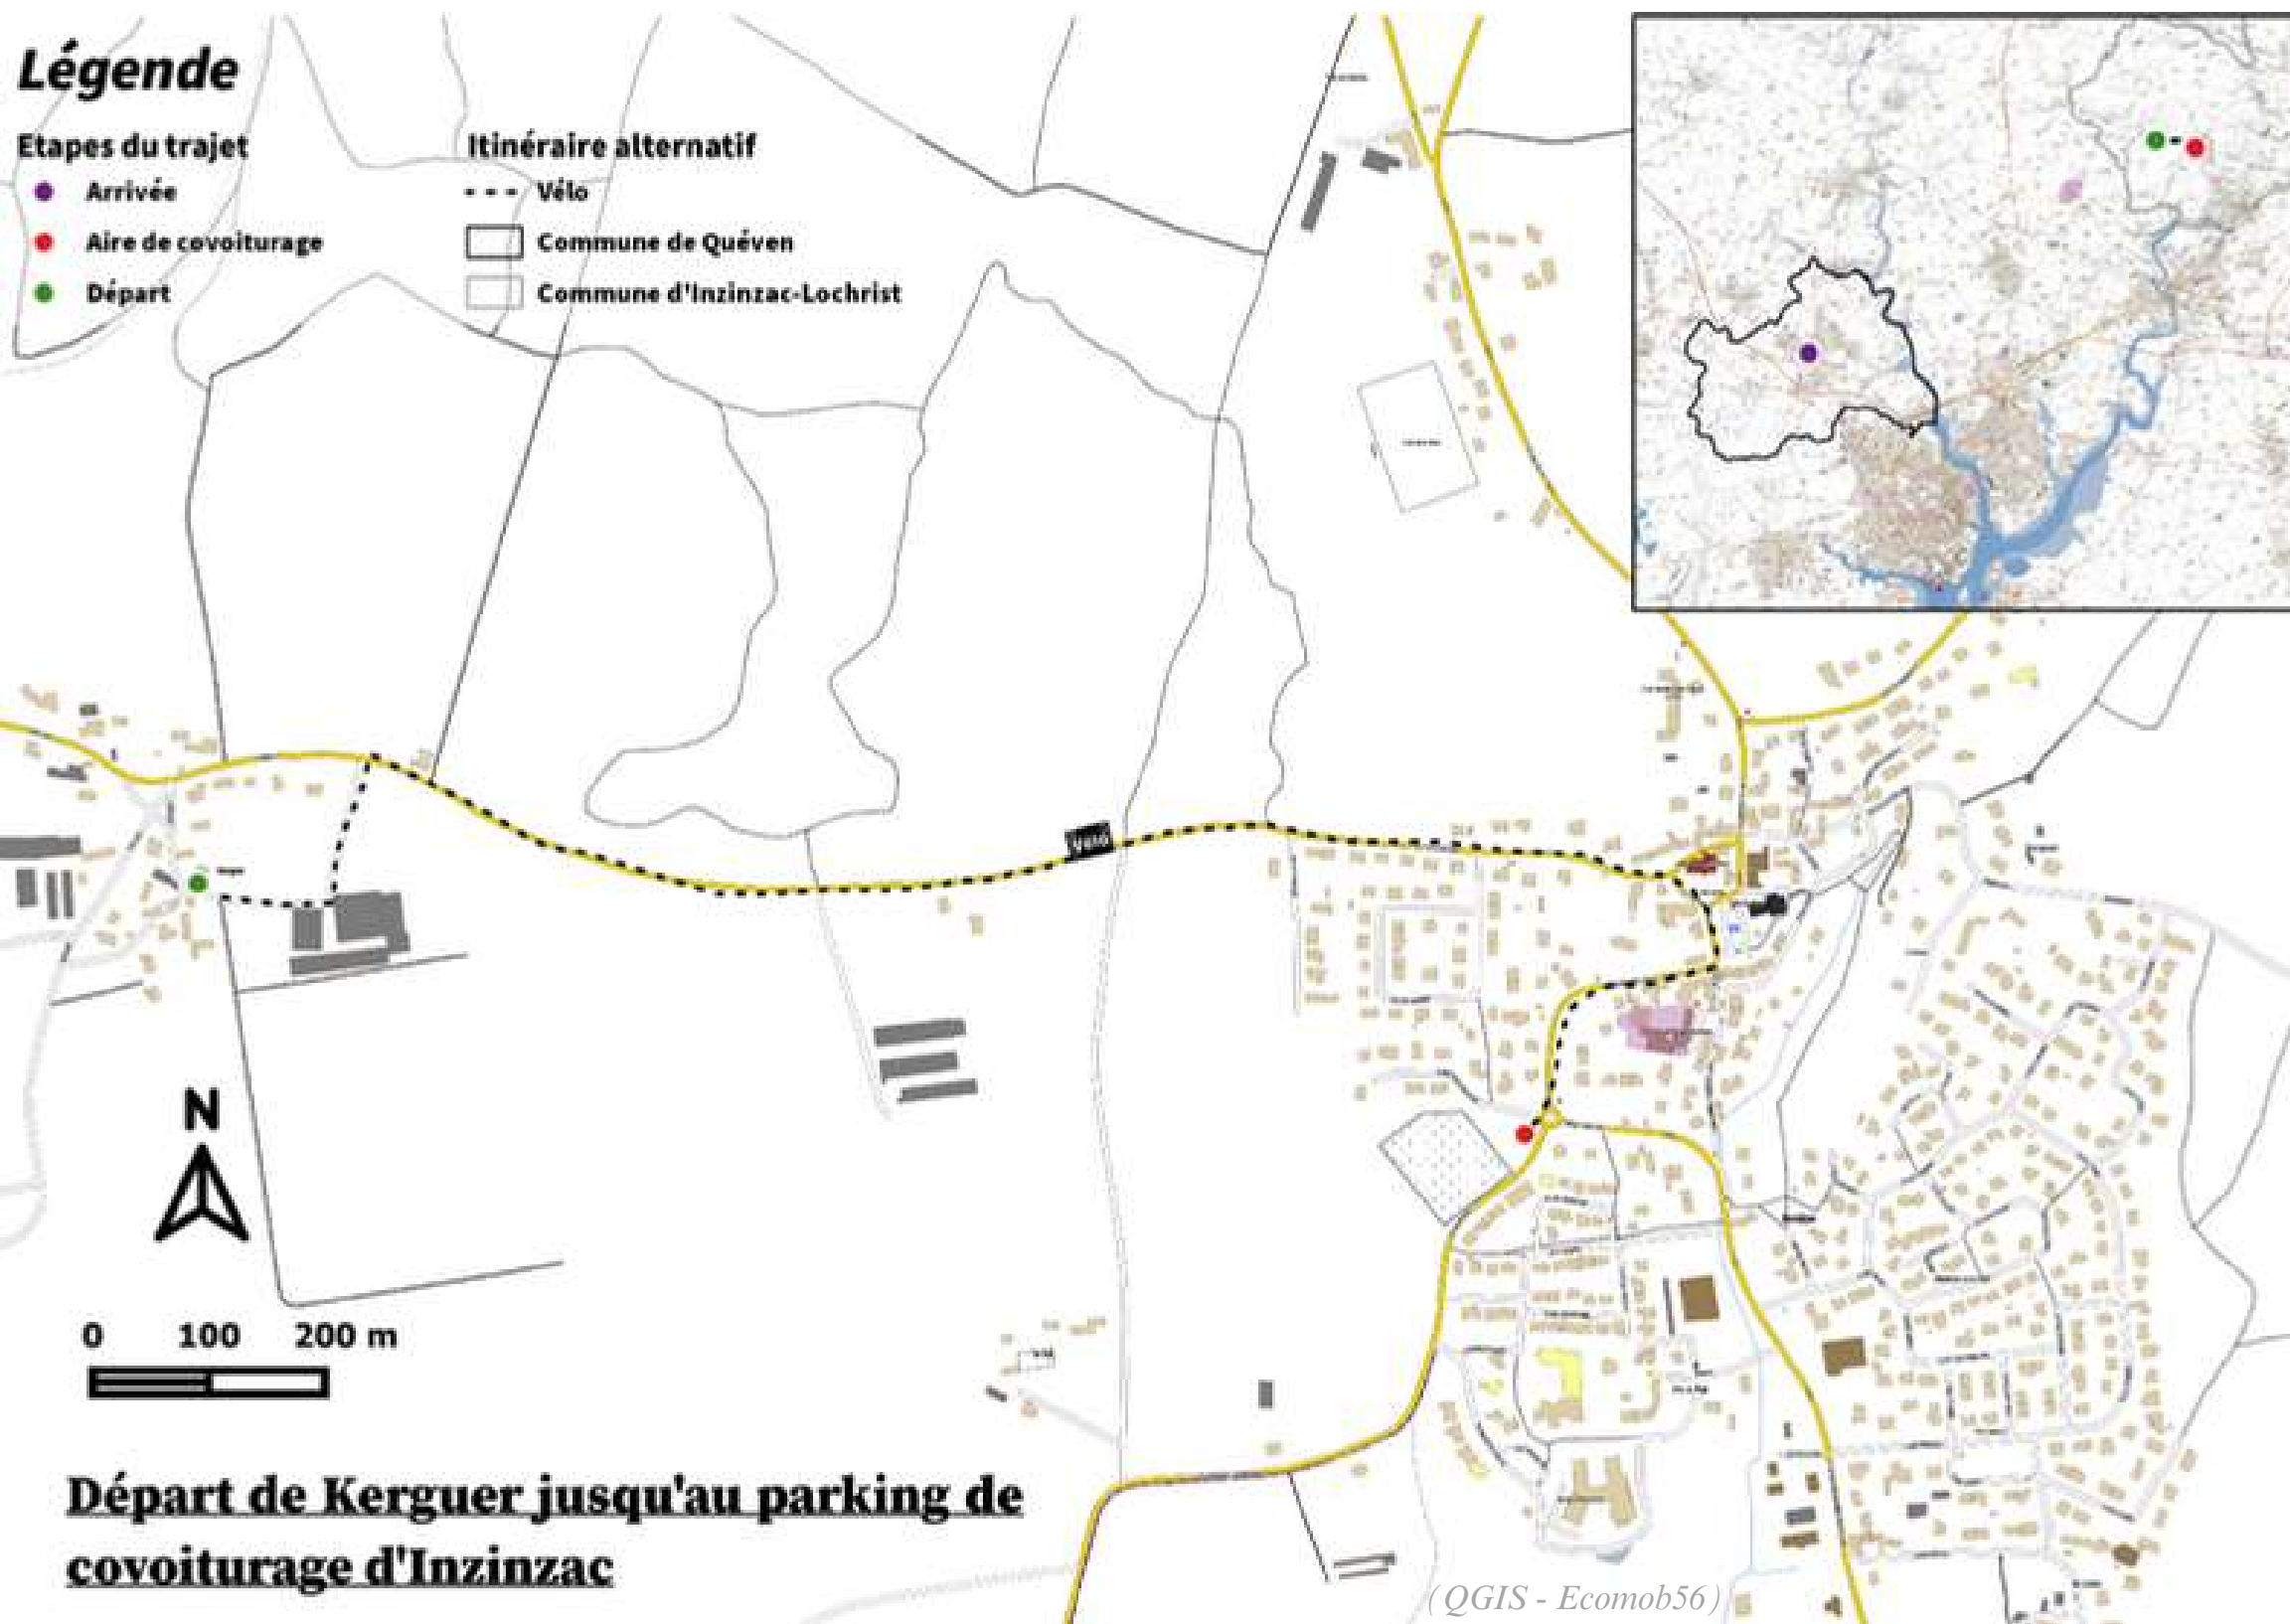 Légende
Etapes du trajet
Arrivée
Aire de covoiturage
Départ
Itinéraire alternatif
Vélo
Commune de Quéven
Commune d'Inzinzac-Lochrist
Vélo
N
0 100 200 m
Départ de Kerguer jusqu'au parking de
covoiturage d'Inzinzac
(QGIS - Ecomob56)